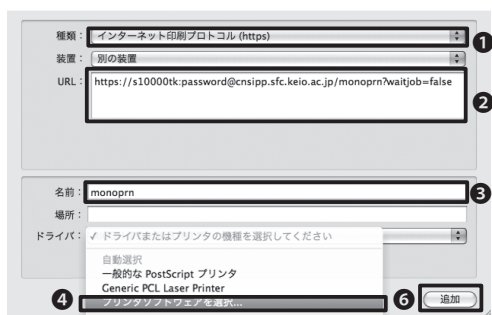 種類： インターネット印刷プロトコル (https) ❶
装置： 別の装置
URL： https://s10000tk:password@cnsipp.sfc.keio.ac.jp/monoprn?waitjob=false ❷
名前： monoprn ❸
場所：
ドライバ： ✓ ドライバまたはプリンタの機種を選択してください
自動選択
一般的な PostScript プリンタ
Generic PCL Laser Printer
❹ プリンタソフトウェアを選択... ❻ 追加